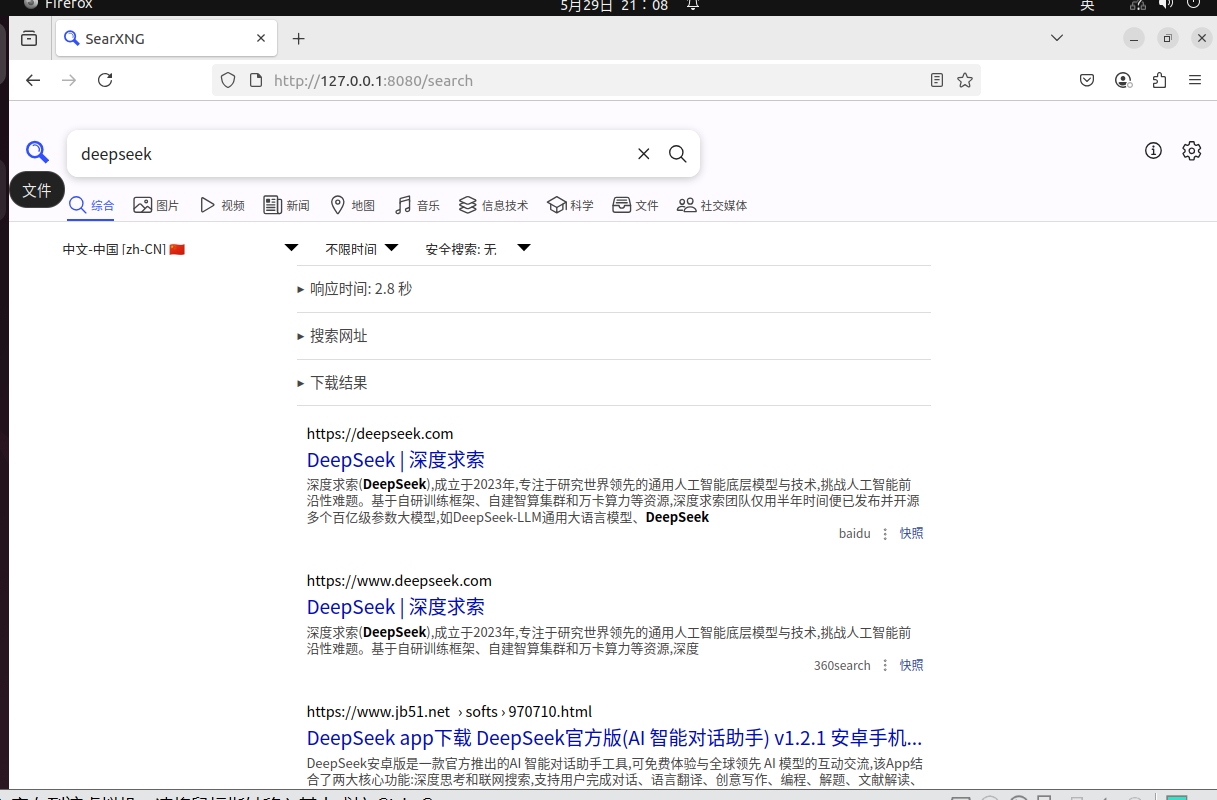 Firefox
5月29日 21：08
英
SearXNG
http://127.0.0.1:8080/search
deepseek
文件
综合
图片
视频
新闻
地图
音乐
信息技术
科学
文件
社交媒体
中文-中国 [zh-CN]
不限时间
安全搜索: 无
▸ 响应时间: 2.8 秒
▸ 搜索网址
▸ 下载结果
https://deepseek.com
DeepSeek | 深度求索
深度求索(DeepSeek),成立于2023年,专注于研究世界领先的通用人工智能底层模型与技术,挑战人工智能前
沿性难题。基于自研训练框架、自建智算集群和万卡算力等资源,深度求索团队仅用半年时间便已发布并开源
多个百亿级参数大模型,如DeepSeek-LLM通用大语言模型、DeepSeek
baidu ⋮ 快照
https://www.deepseek.com
DeepSeek | 深度求索
深度求索(DeepSeek),成立于2023年,专注于研究世界领先的通用人工智能底层模型与技术,挑战人工智能前
沿性难题。基于自研训练框架、自建智算集群和万卡算力等资源,深度
360search ⋮ 快照
https://www.jb51.net › softs › 970710.html
DeepSeek app下载 DeepSeek官方版(AI 智能对话助手) v1.2.1 安卓手机...
DeepSeek安卓版是一款官方推出的AI 智能对话助手工具,可免费体验与全球领先 AI 模型的互动交流,该App结
合了两大核心功能:深度思考和联网搜索,支持用户完成对话、语言翻译、创意写作、编程、解题、文献解读、